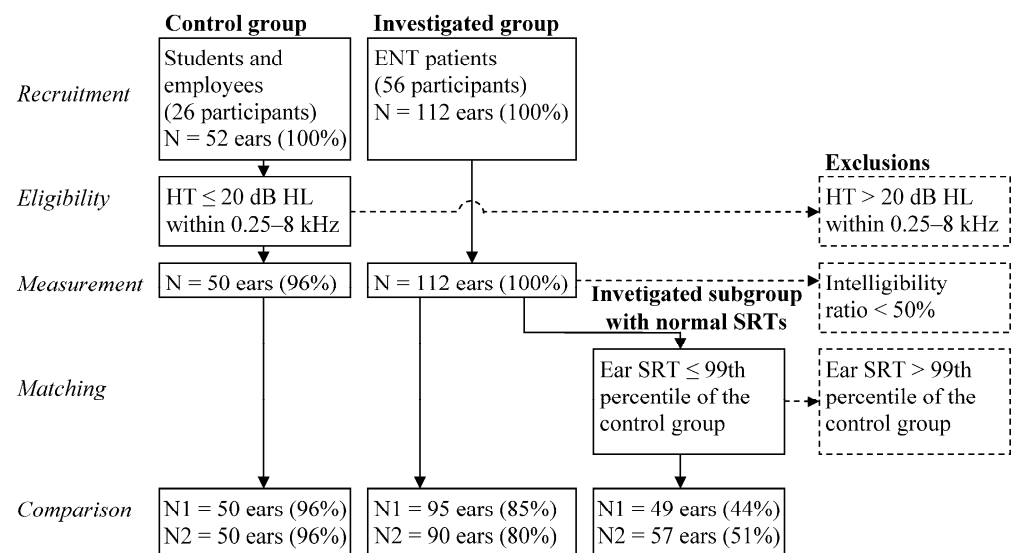 Control group
Investigated group
Recruitment
Students and
employees
(26 participants)
N = 52 ears (100%)
ENT patients
(56 participants)
N = 112 ears (100%)
Exclusions
Eligibility
HT ≤ 20 dB HL
within 0.25–8 kHz
HT > 20 dB HL
within 0.25–8 kHz
Measurement
N = 50 ears (96%)
N = 112 ears (100%)
Intelligibility
ratio < 50%
Invetigated subgroup
with normal SRTs
Matching
Ear SRT ≤ 99th
percentile of the
control group
Ear SRT > 99th
percentile of the
control group
Comparison
N1 = 50 ears (96%)
N2 = 50 ears (96%)
N1 = 95 ears (85%)
N2 = 90 ears (80%)
N1 = 49 ears (44%)
N2 = 57 ears (51%)